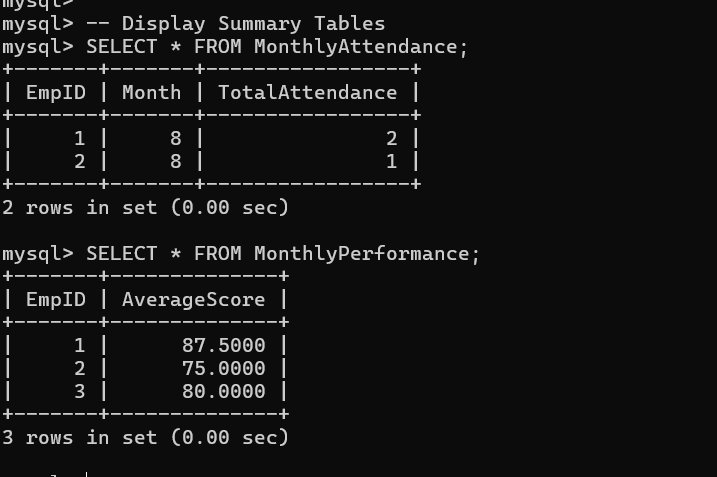 mysql>
mysql> -- Display Summary Tables
mysql> SELECT * FROM MonthlyAttendance;
+-------+-------+-----------------+
| EmpID | Month | TotalAttendance |
+-------+-------+-----------------+
|     1 |     8 |               2 |
|     2 |     8 |               1 |
+-------+-------+-----------------+
2 rows in set (0.00 sec)

mysql> SELECT * FROM MonthlyPerformance;
+-------+--------------+
| EmpID | AverageScore |
+-------+--------------+
|     1 |      87.5000 |
|     2 |      75.0000 |
|     3 |      80.0000 |
+-------+--------------+
3 rows in set (0.00 sec)